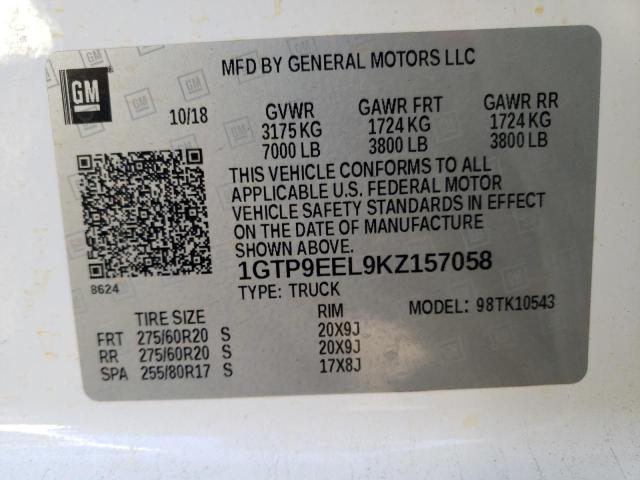 GM
MFD BY GENERAL MOTORS LLC
10/18 GVWR GAWR FRT GAWR RR
3175 KG 1724 KG 1724 KG
7000 LB 3800 LB 3800 LB
THIS VEHICLE CONFORMS TO ALL
APPLICABLE U.S. FEDERAL MOTOR
VEHICLE SAFETY STANDARDS IN EFFECT
ON THE DATE OF MANUFACTURE
SHOWN ABOVE.
8624
1GTP9EEL9KZ157058
TYPE: TRUCK MODEL: 98TK10543
TIRE SIZE RIM
FRT 275/60R20 S 20X9J
RR 275/60R20 S 20X9J
SPA 255/80R17 S 17X8J